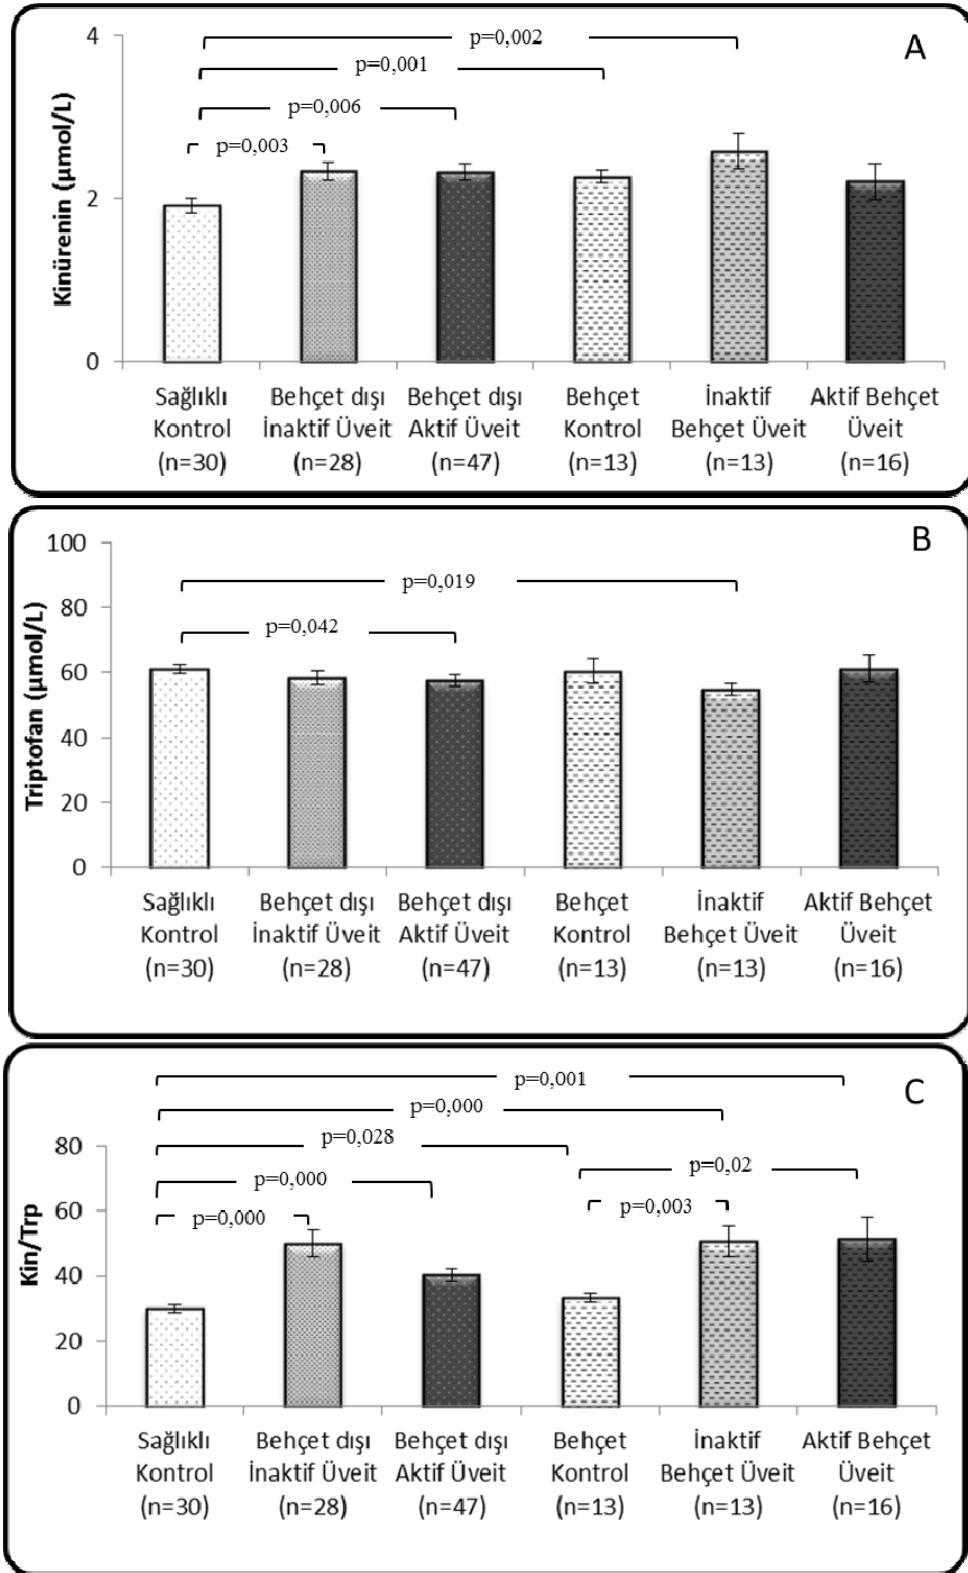 A
Kinürenin (µmol/L)
4
2
0
p=0,002
p=0,001
p=0,006
p=0,003
Sağlıklı
Kontrol
(n=30)
Behçet dışı
İnaktif Üveit
(n=28)
Behçet dışı
Aktif Üveit
(n=47)
Behçet
Kontrol
(n=13)
İnaktif
Behçet Üveit
(n=13)
Aktif Behçet
Üveit
(n=16)
B
Triptofan (µmol/L)
100
80
60
40
20
0
p=0,019
p=0,042
Sağlıklı
Kontrol
(n=30)
Behçet dışı
İnaktif Üveit
(n=28)
Behçet dışı
Aktif Üveit
(n=47)
Behçet
Kontrol
(n=13)
İnaktif
Behçet Üveit
(n=13)
Aktif Behçet
Üveit
(n=16)
C
Kin/Trp
80
60
40
20
0
p=0,001
p=0,000
p=0,028
p=0,02
p=0,000
p=0,003
p=0,000
Sağlıklı
Kontrol
(n=30)
Behçet dışı
İnaktif Üveit
(n=28)
Behçet dışı
Aktif Üveit
(n=47)
Behçet
Kontrol
(n=13)
İnaktif
Behçet Üveit
(n=13)
Aktif Behçet
Üveit
(n=16)